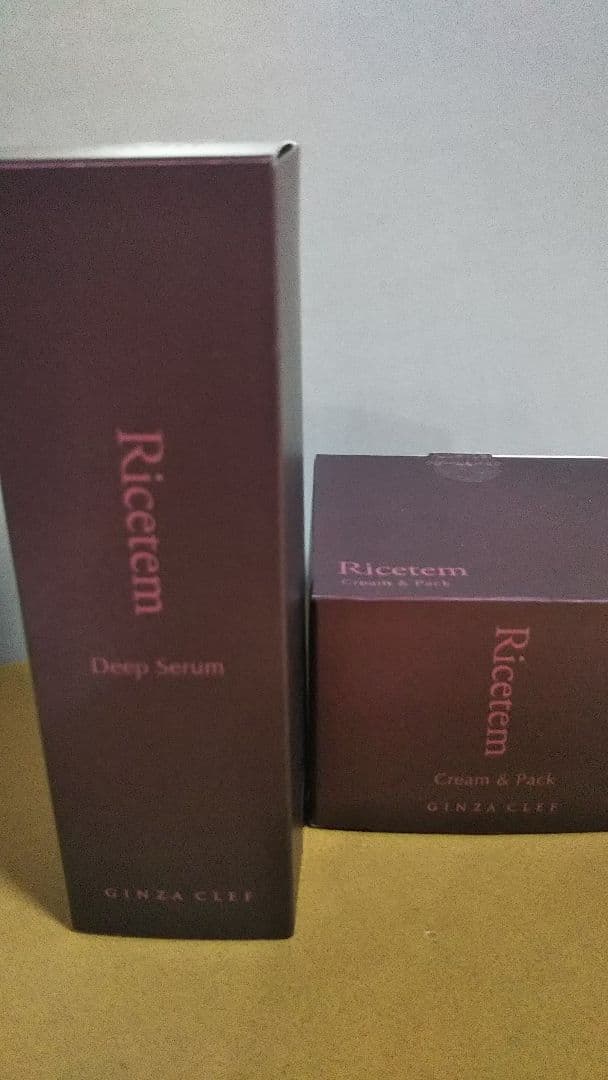 Ricetem
Deep Serum
GINZA CLEF
Ricetem
Cream & Pack
Ricetem
Cream & Pack
GINZA CLEF